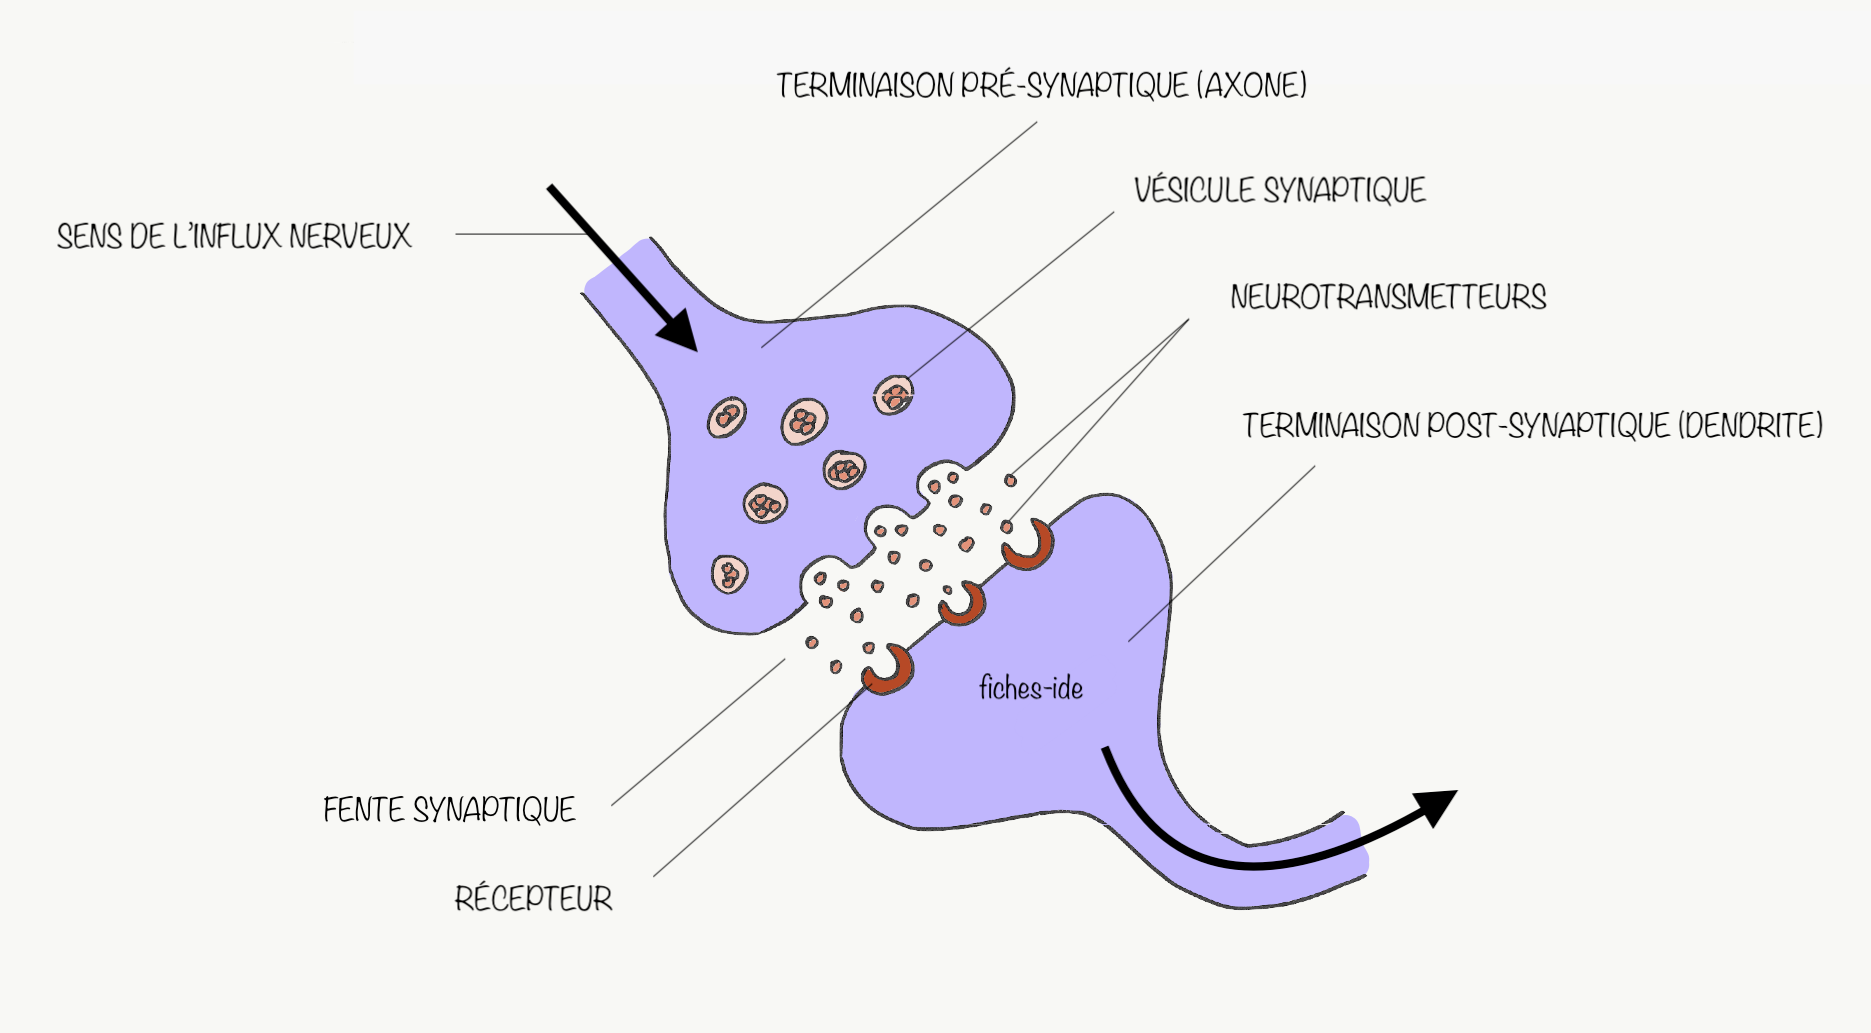 TERMINAISON PRÉ-SYNAPTIQUE (AXONE)
VÉSICULE SYNAPTIQUE
SENS DE L'INFLUX NERVEUX
NEUROTRANSMETTEURS
TERMINAISON POST-SYNAPTIQUE (DENDRITE)
fiches-ide
FENTE SYNAPTIQUE
RÉCEPTEUR